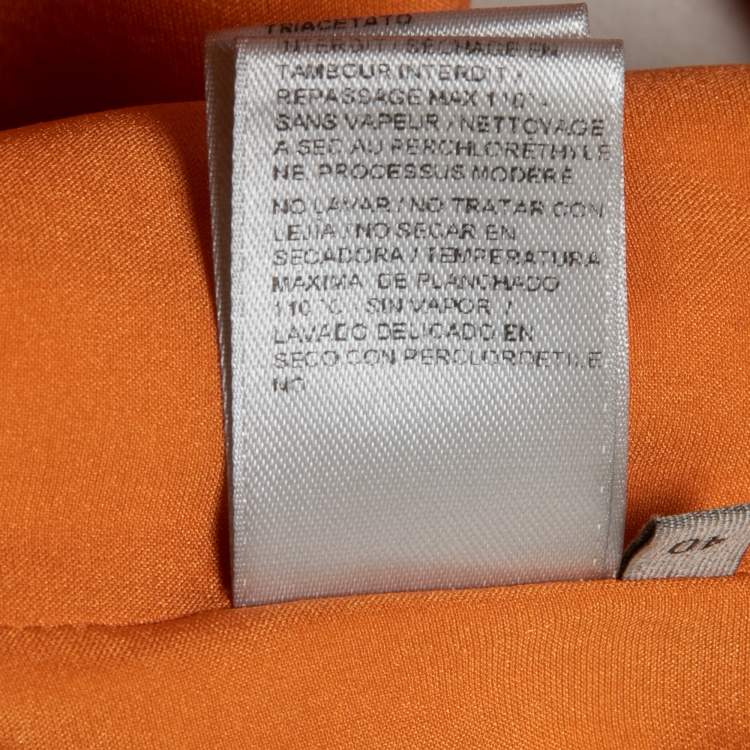 TRIACETATO
INTERDIT / SECHAGE EN
TAMBOUR INTERDIT /
REPASSAGE MAX 110°
SANS VAPEUR / NETTOYAGE
A SEC AU PERCHLORETHYLE
NE PROCESSUS MODERÉ
NO LAVAR / NO TRATAR CON
LEJIA / NO SECAR EN
SECADORA / TEMPERATURA
MAXIMA DE PLANCHADO
110 °C SIN VAPOR /
LAVADO DELICADO EN
SECO CON PERCLOROETILE
NO
40